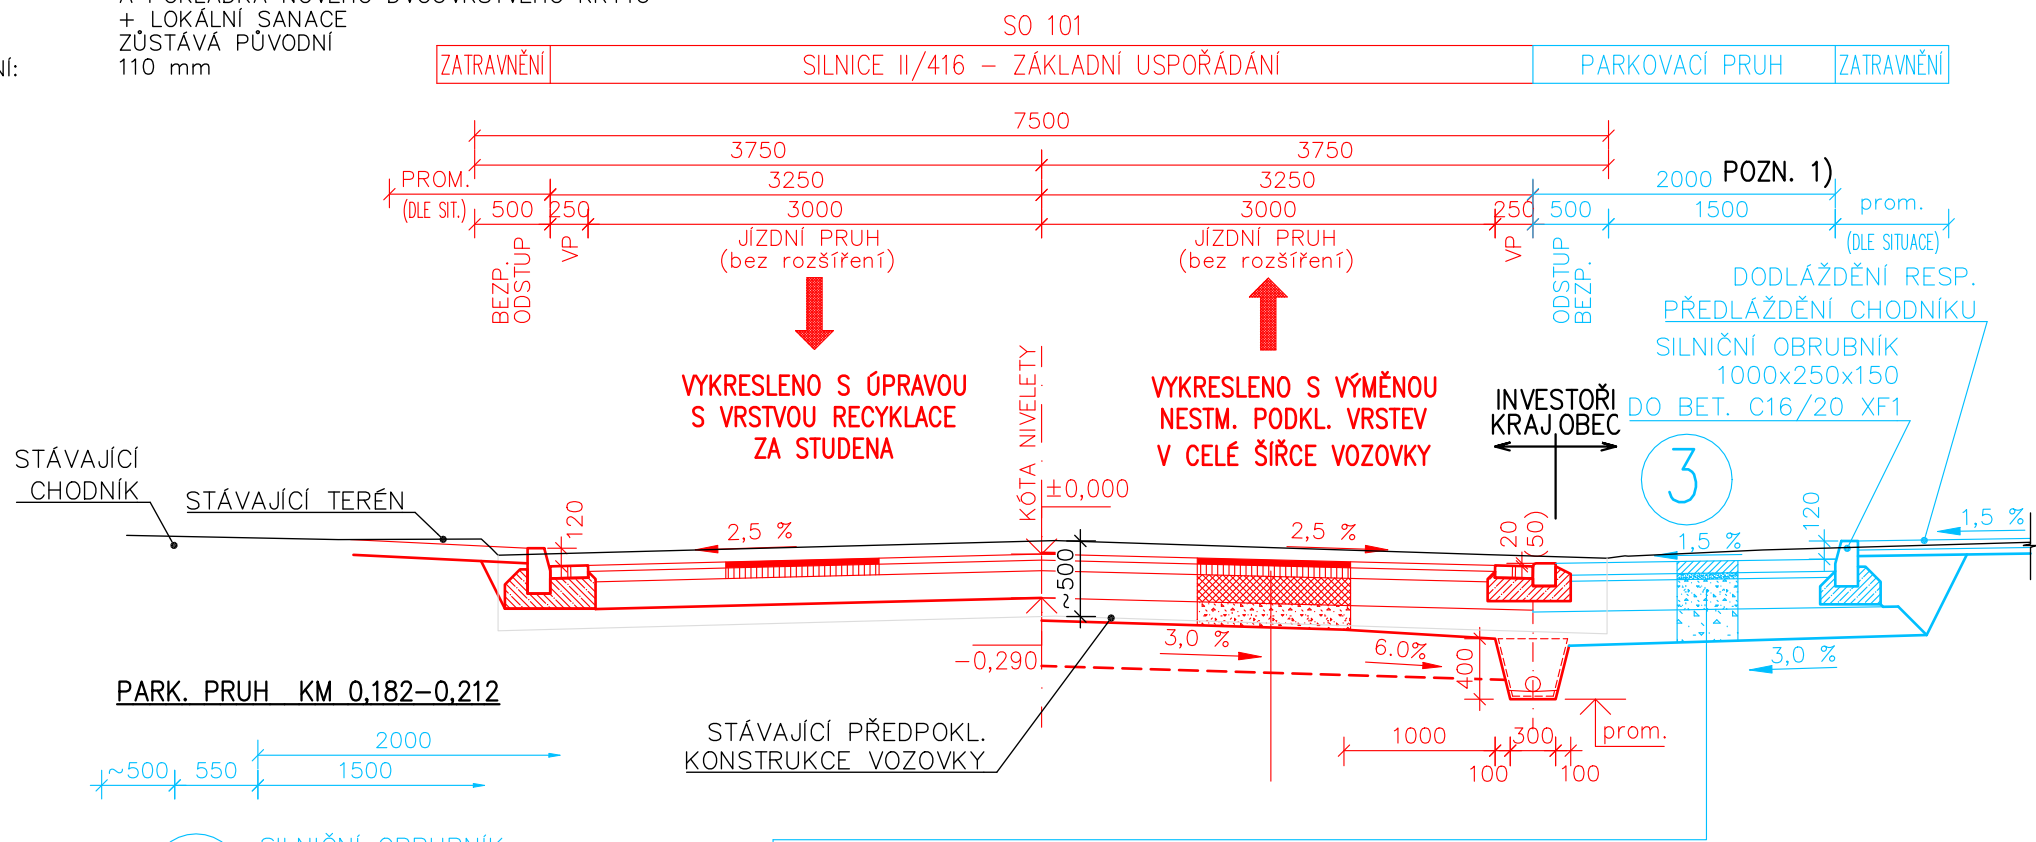 + LOKÁLNÍ SANACE
ZŮSTÁVÁ PŮVODNÍ
NÍ: 110 mm
SO 101
ZATRAVNĚNÍ SILNICE II/416 – ZÁKLADNÍ USPOŘÁDÁNÍ PARKOVACÍ PRUH ZATRAVNĚNÍ
7500
3750 3750
PROM. 3250 3250 2000 POZN. 1)
(DLE SIT.) 500 250 3000 3000 250 500 1500 prom.
(DLE SITUACE)
BEZP.
ODSTUP
VP
JÍZDNÍ PRUH
(bez rozšíření)
JÍZDNÍ PRUH
(bez rozšíření)
VP
ODSTUP
BEZP.
DODLÁŽDĚNÍ RESP.
PŘEDLÁŽDĚNÍ CHODNÍKU
SILNIČNÍ OBRUBNÍK
1000x250x150
DO BET. C16/20 XF1
VYKRESLENO S ÚPRAVOU
S VRSTVOU RECYKLACE
ZA STUDENA
KÓTA NIVELETY
VYKRESLENO S VÝMĚNOU
NESTM. PODKL. VRSTEV
V CELÉ ŠÍŘCE VOZOVKY
INVESTOŘI
KRAJ OBEC
3
STÁVAJÍCÍ
CHODNÍK
STÁVAJÍCÍ TERÉN
±0,000
120
2,5 %
2,5 %
20
(50)
1,5 %
120
1,5 %
~500
-0,290
3,0 %
6.0%
400
3,0 %
PARK. PRUH KM 0,182–0,212
STÁVAJÍCÍ PŘEDPOKL.
KONSTRUKCE VOZOVKY
1000 300 prom.
100 100
2000
~500 550 1500
SILNIČNÍ OBRUBNÍK